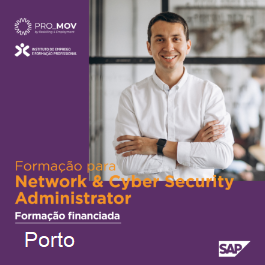 PRO_MOV
by Reskilling 4 Employment
INSTITUTO DO EMPREGO
E FORMAÇÃO PROFISSIONAL
Formação para
Network & Cyber Security
Administrator
Formação financiada
Porto
SAP